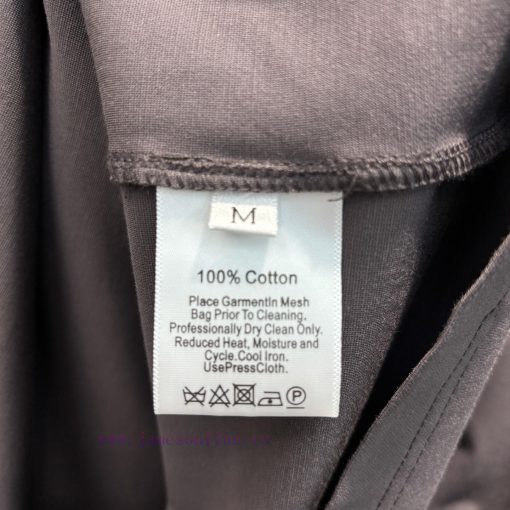 M
100% Cotton
Place GarmentIn Mesh
Bag Prior To Cleaning.
Professionally Dry Clean Only.
Reduced Heat, Moisture and
Cycle.Cool Iron.
UsePressCloth.
P